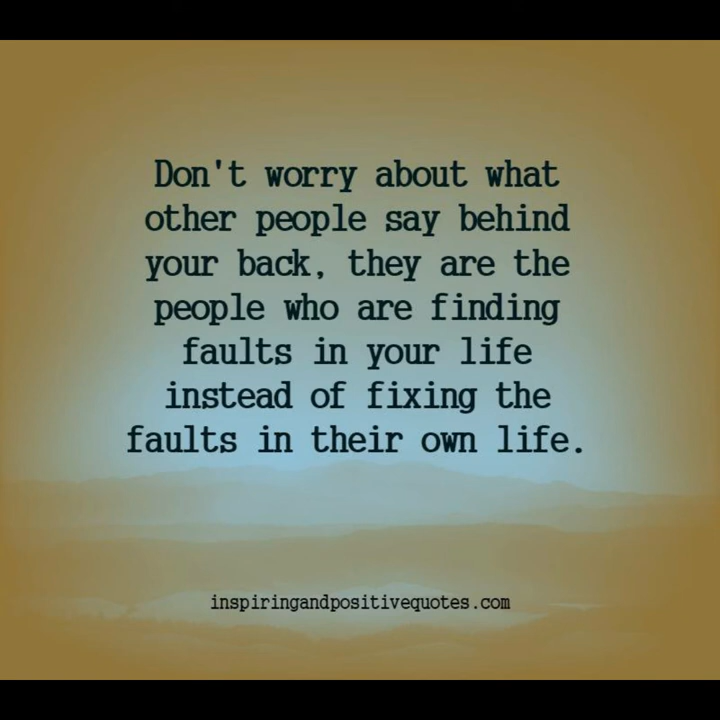 Don't worry about what
other people say behind
your back, they are the
people who are finding
faults in your life
instead of fixing the
faults in their own life.
inspiringandpositivequotes.com